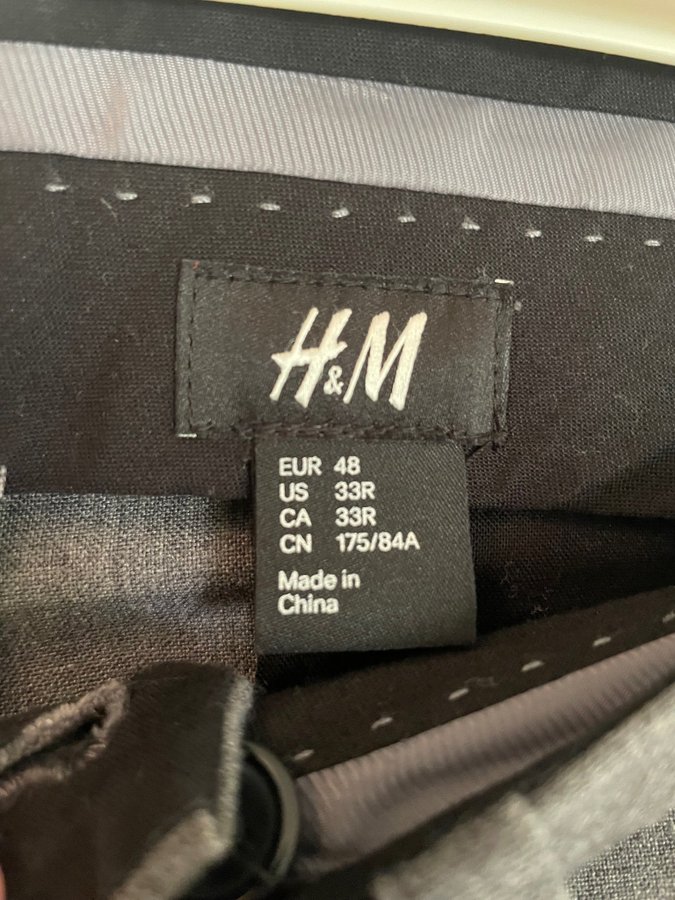 H&M
EUR 48
US 33R
CA 33R
CN 175/84A
Made in
China